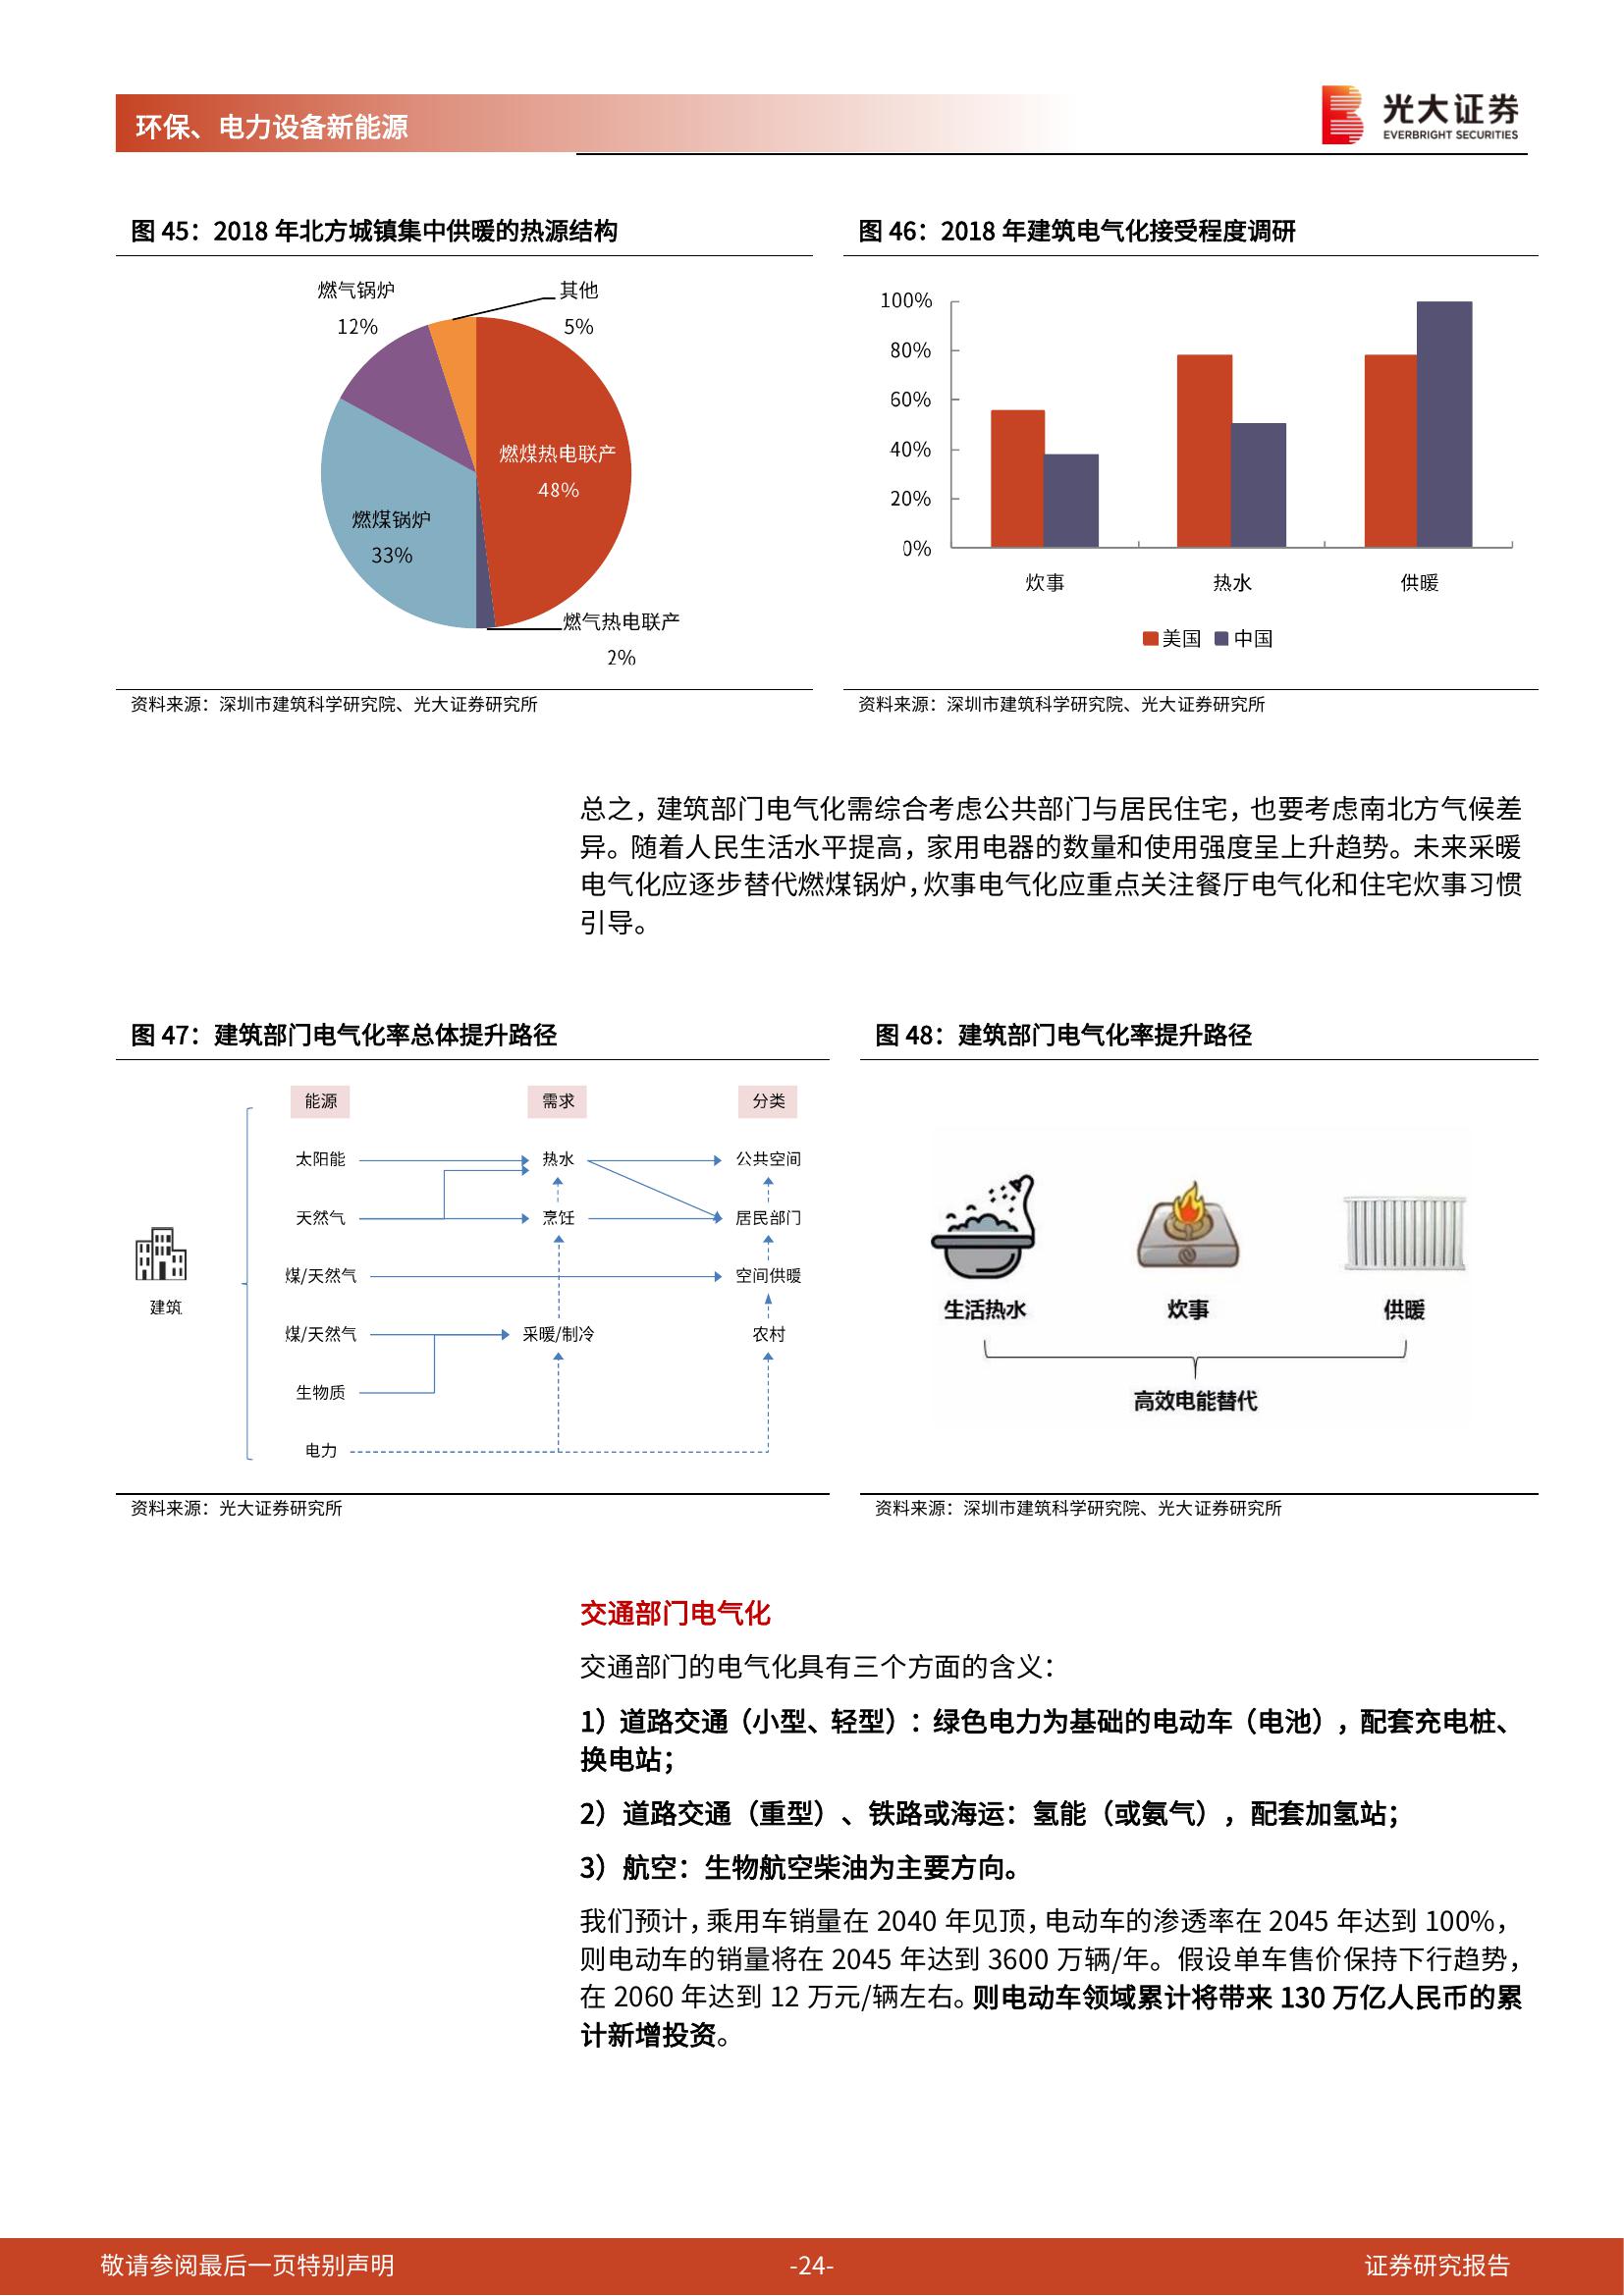 环保、电力设备新能源
光大证券
EVERBRIGHT SECURITIES
图 45：2018 年北方城镇集中供暖的热源结构
燃气锅炉
12%
其他
5%
燃煤热电联产
48%
燃煤锅炉
33%
燃气热电联产
2%
资料来源：深圳市建筑科学研究院、光大证券研究所
图 46：2018 年建筑电气化接受程度调研
100%
80%
60%
40%
20%
0%
炊事 热水 供暖
美国 中国
资料来源：深圳市建筑科学研究院、光大证券研究所
总之，建筑部门电气化需综合考虑公共部门与居民住宅，也要考虑南北方气候差
异。随着人民生活水平提高，家用电器的数量和使用强度呈上升趋势。未来采暖
电气化应逐步替代燃煤锅炉，炊事电气化应重点关注餐厅电气化和住宅炊事习惯
引导。
图 47：建筑部门电气化率总体提升路径
能源 需求 分类
太阳能 热水 公共空间
天然气 烹饪 居民部门
煤/天然气 空间供暖
建筑
煤/天然气 采暖/制冷 农村
生物质
电力
资料来源：光大证券研究所
图 48：建筑部门电气化率提升路径
生活热水 炊事 供暖
高效电能替代
资料来源：深圳市建筑科学研究院、光大证券研究所
交通部门电气化
交通部门的电气化具有三个方面的含义：
1）道路交通（小型、轻型）：绿色电力为基础的电动车（电池），配套充电桩、
换电站；
2）道路交通（重型）、铁路或海运：氢能（或氨气），配套加氢站；
3）航空：生物航空柴油为主要方向。
我们预计，乘用车销量在 2040 年见顶，电动车的渗透率在 2045 年达到 100%，
则电动车的销量将在 2045 年达到 3600 万辆/年。假设单车售价保持下行趋势，
在 2060 年达到 12 万元/辆左右。则电动车领域累计将带来 130 万亿人民币的累
计新增投资。
敬请参阅最后一页特别声明
-24-
证券研究报告